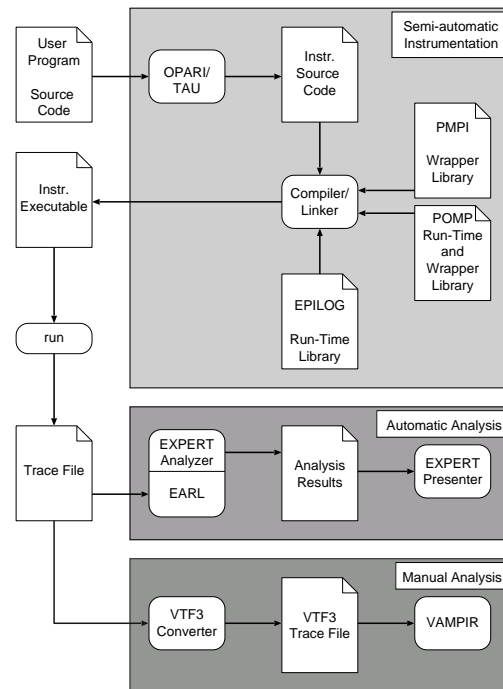 Semi-automatic
Instrumentation
User
Program
Source
Code
OPARI/
TAU
Instr.
Source
Code
PMPI
Wrapper
Library
Instr.
Executable
Compiler/
Linker
POMP
Run-Time
and
Wrapper
Library
EPILOG
Run-Time
Library
run
Automatic Analysis
Trace File
EXPERT
Analyzer
EARL
Analysis
Results
EXPERT
Presenter
Manual Analysis
VTF3
Converter
VTF3
Trace File
VAMPIR